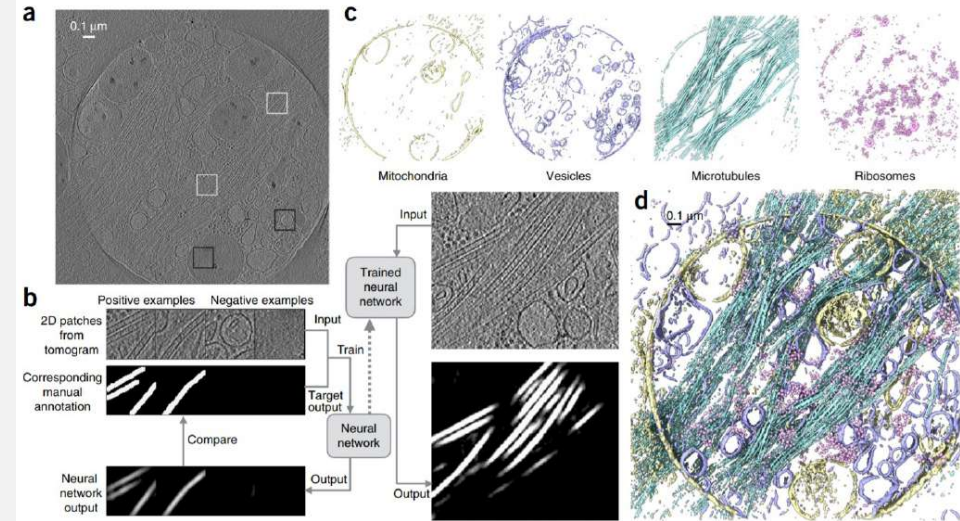 a
0.1 μm
c
Mitochondria
Vesicles
Microtubules
Ribosomes
b
Positive examples
Negative examples
2D patches
from
tomogram
Input
Train
Corresponding
manual
annotation
Target
output
Neural
network
Compare
Neural
network
output
Output
Input
Trained
neural
network
Output
d
0.1 μm